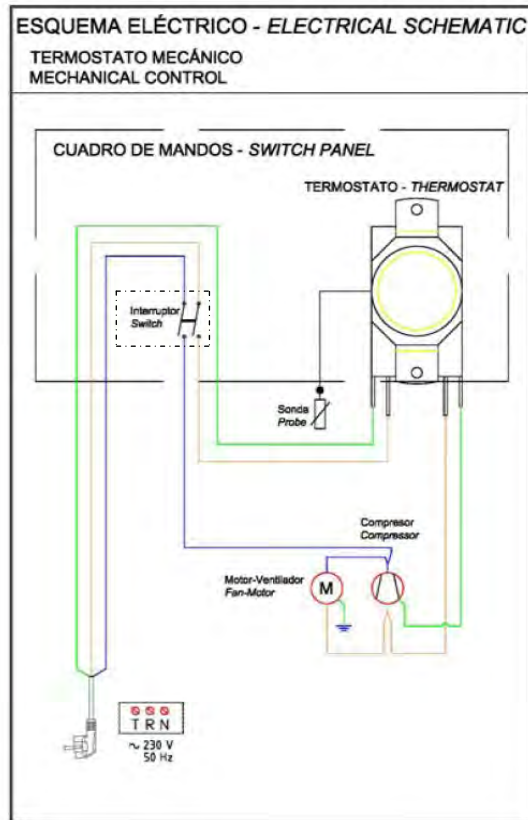 ESQUEMA ELÉCTRICO - ELECTRICAL SCHEMATIC
TERMOSTATO MECÁNICO
MECHANICAL CONTROL
CUADRO DE MANDOS - SWITCH PANEL
TERMOSTATO - THERMOSTAT
Interruptor
Switch
Sonda
Probe
Compresor
Compressor
Motor-Ventilador
Fan-Motor
M
T R N
~ 230 V
50 Hz